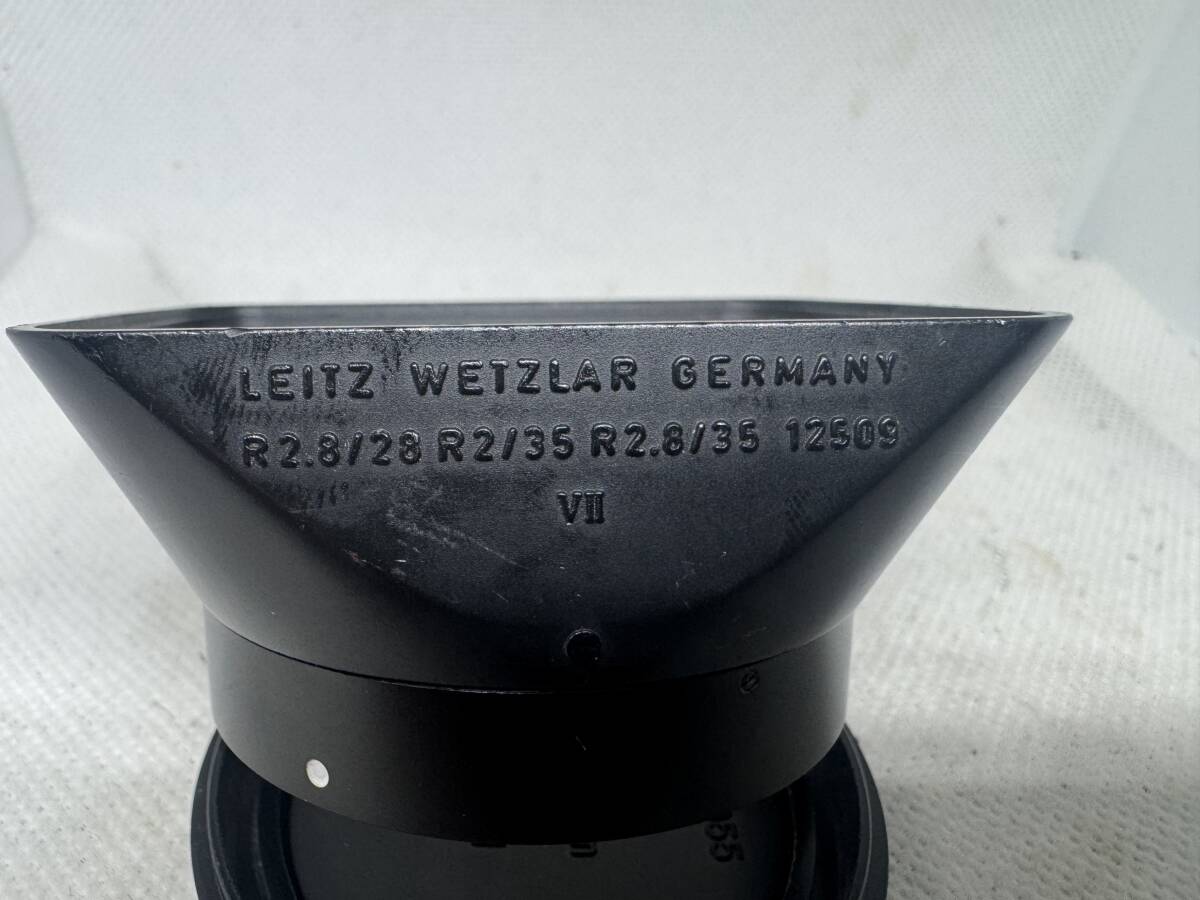 LEITZ WETZLAR GERMANY
R2.8/28 R2/35 R2.8/35 12509
VII